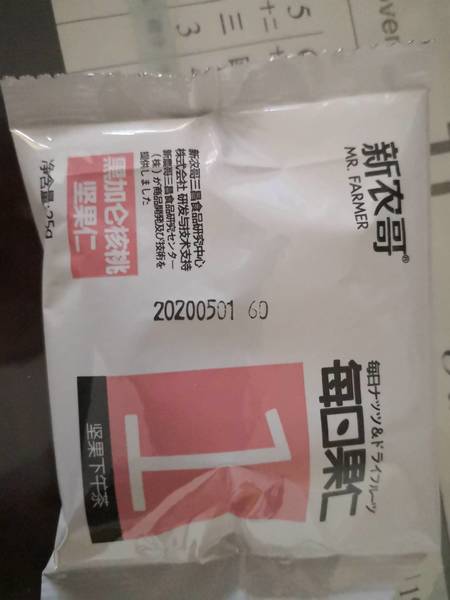 新农哥®
MR. FARMER
新农哥三昌食品研究中心
株式会社 研发与技术支持
新農哥三昌食品研究センター
(株)が商品開発及び技術を
提供しました
黑加仑核桃
坚果仁
净含量:25g
20200501 60
毎日ナッツ&ドライフルーツ
每日果仁
1
坚果下午茶